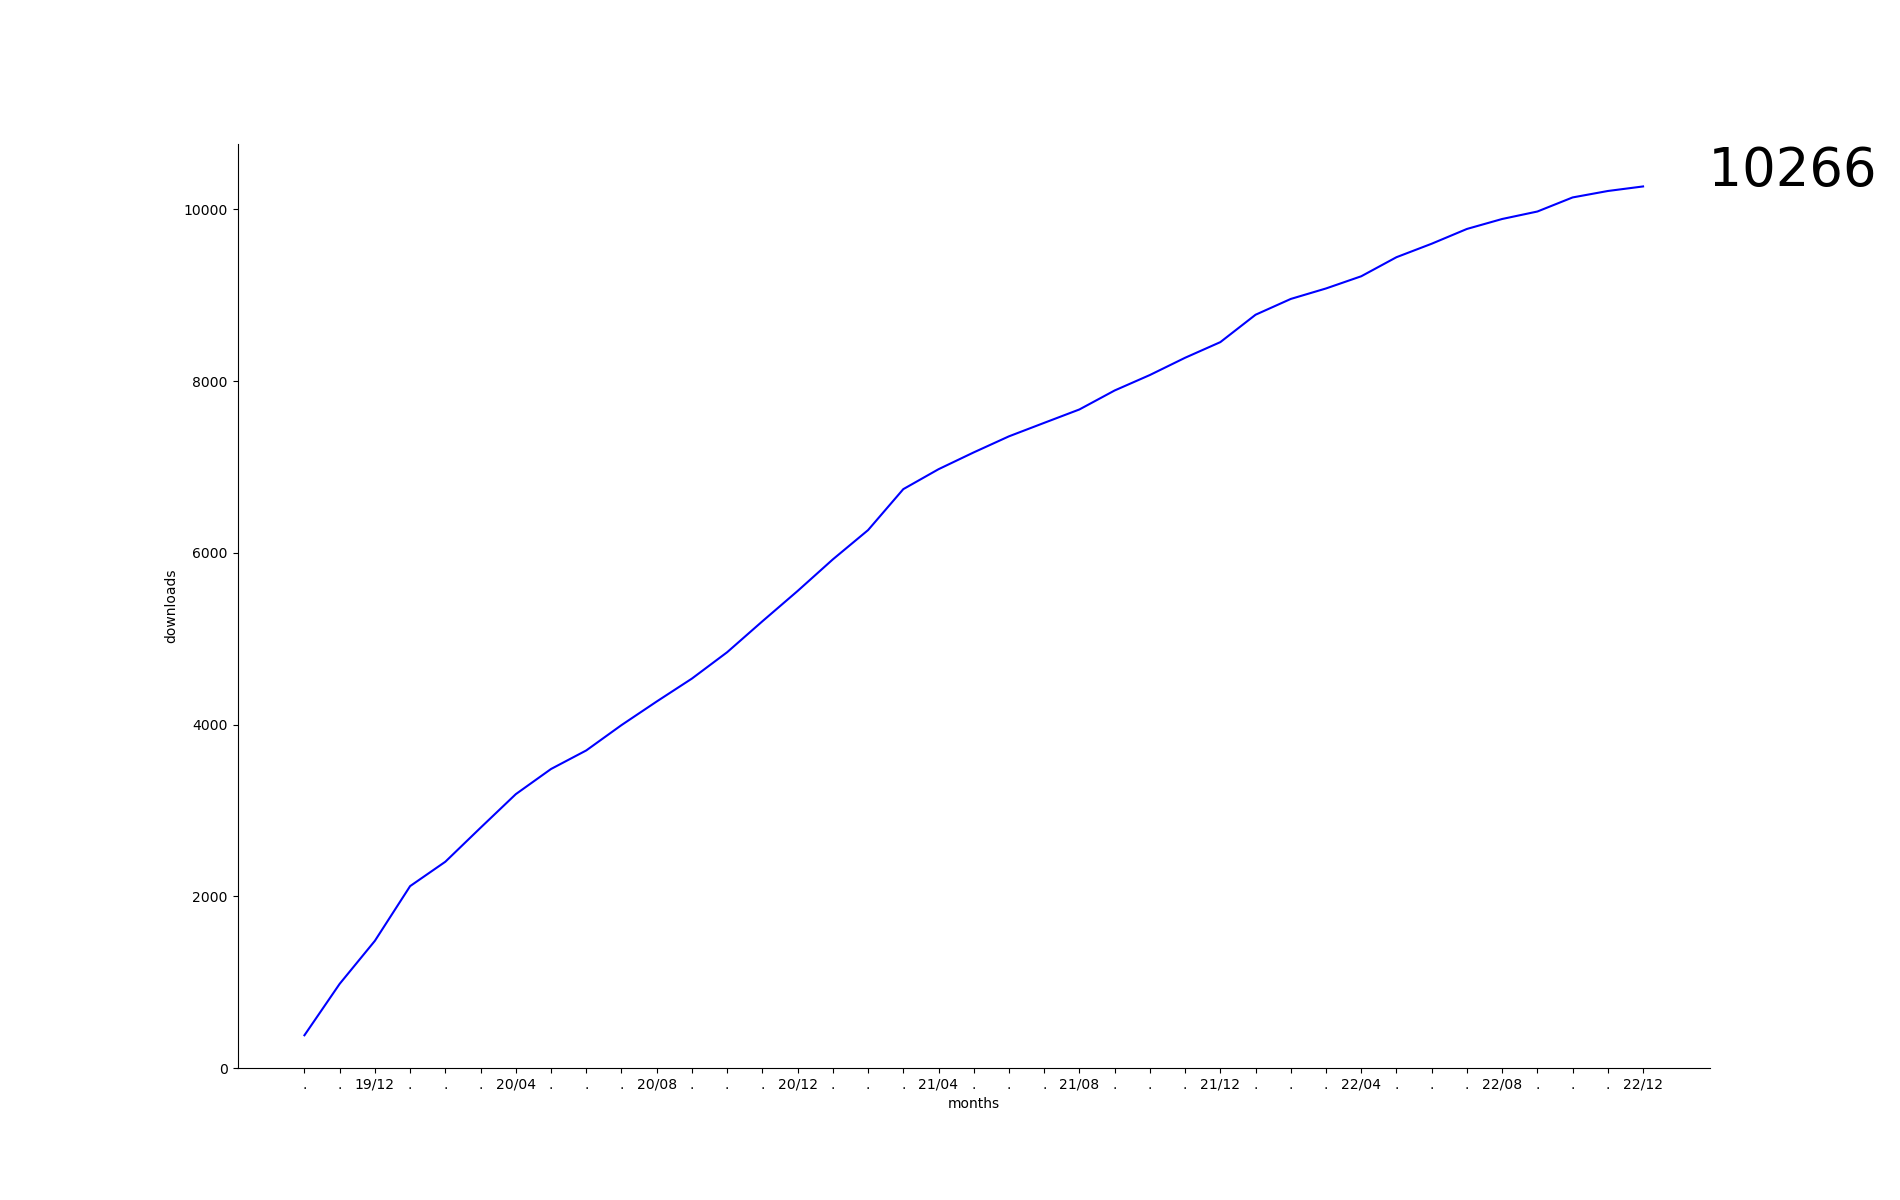 10266
10000
8000
6000
4000
2000
0
downloads
. . 19/12 . . . 20/04 . . . 20/08 . . . 20/12 . . . 21/04 . . . 21/08 . . . 21/12 . . . 22/04 . . . 22/08 . . . 22/12
months